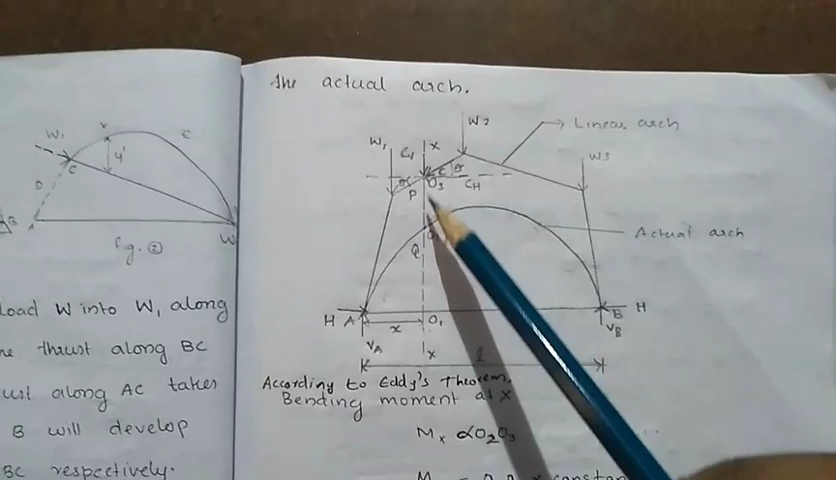 W1
x
E
y'
D
C
A
B
W
fig. ②
load W into W1 along
thrust along BC
along AC takes
B will develop
BC respectively.
the actual arch.
W2
Linear arch
W1
x
W3
O3
CH
P
Actual arch
Q
H A
x
O1
B H
VA
VB
x
l
According to Eddy's Theorem,
Bending moment at X
Mx ∝ O2O3